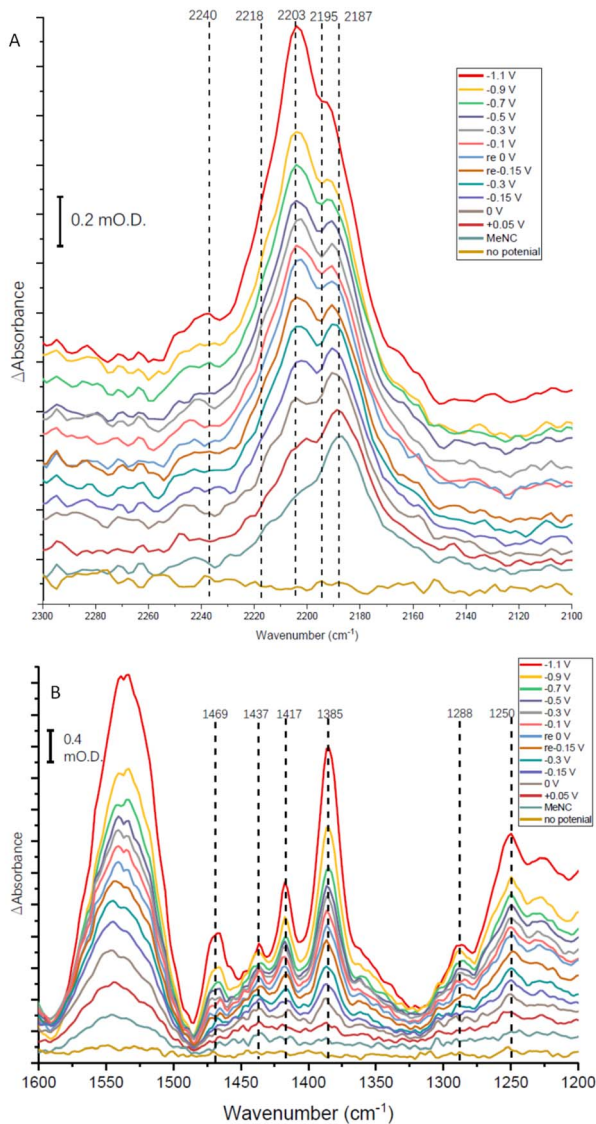 A
2240 2218 2203 2195 2187
-1.1 V
-0.9 V
-0.7 V
-0.5 V
-0.3 V
-0.1 V
re 0 V
re-0.15 V
-0.3 V
-0.15 V
0 V
+0.05 V
MeNC
no potenial
0.2 mO.D.
ΔAbsorbance
2300 2280 2260 2240 2220 2200 2180 2160 2140 2120 2100
Wavenumber (cm-1)
B
1469 1437 1417 1385 1288 1250
-1.1 V
-0.9 V
-0.7 V
-0.5 V
-0.3 V
-0.1 V
re 0 V
re-0.15 V
-0.3 V
-0.15 V
0 V
+0.05 V
MeNC
no potenial
0.4
mO.D.
ΔAbsorbance
1600 1550 1500 1450 1400 1350 1300 1250 1200
Wavenumber (cm-1)